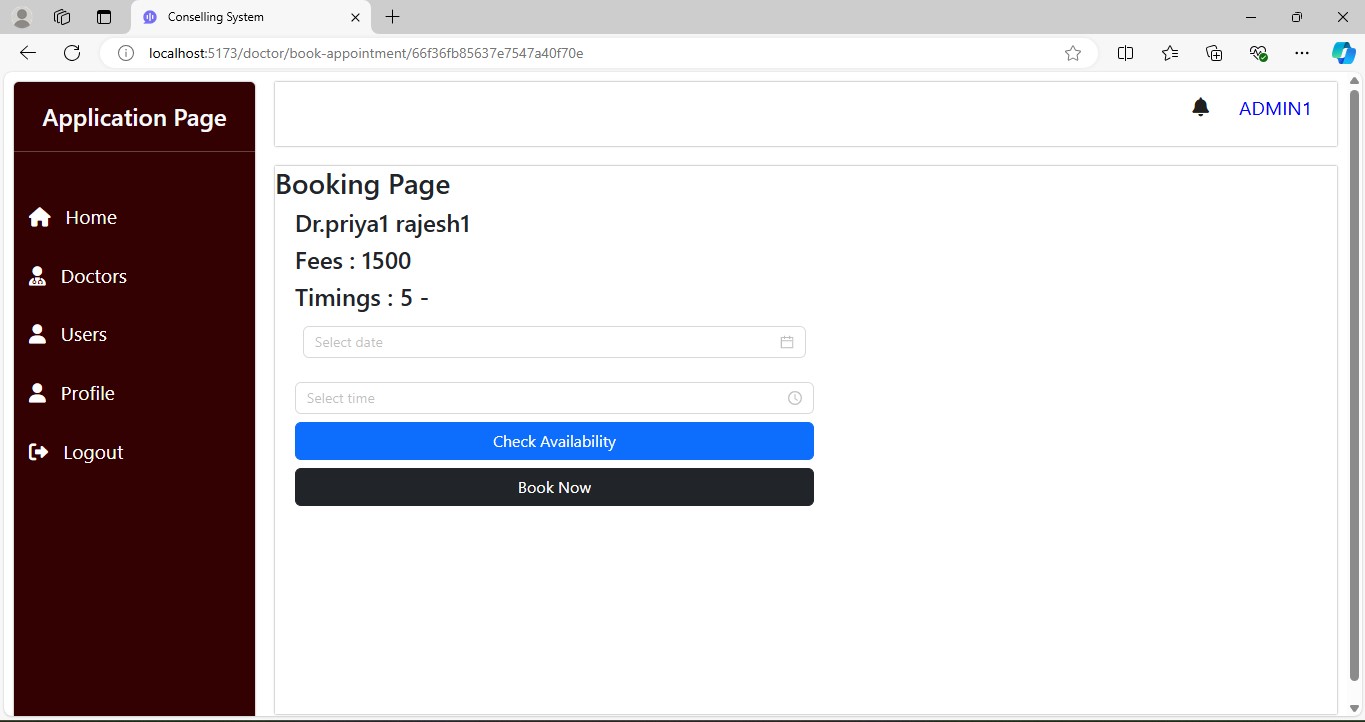 Conselling System
localhost:5173/doctor/book-appointment/66f36fb85637e7547a40f70e
Application Page
ADMIN1
Home
Doctors
Users
Profile
Logout
Booking Page
Dr.priya1 rajesh1
Fees : 1500
Timings : 5 -
Select date
Select time
Check Availability
Book Now